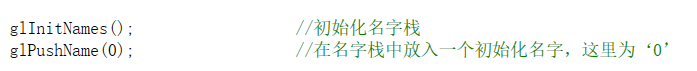 glInitNames();                //初始化名字栈
glPushName(0);                //在名字栈中放入一个初始化名字，这里为‘0’